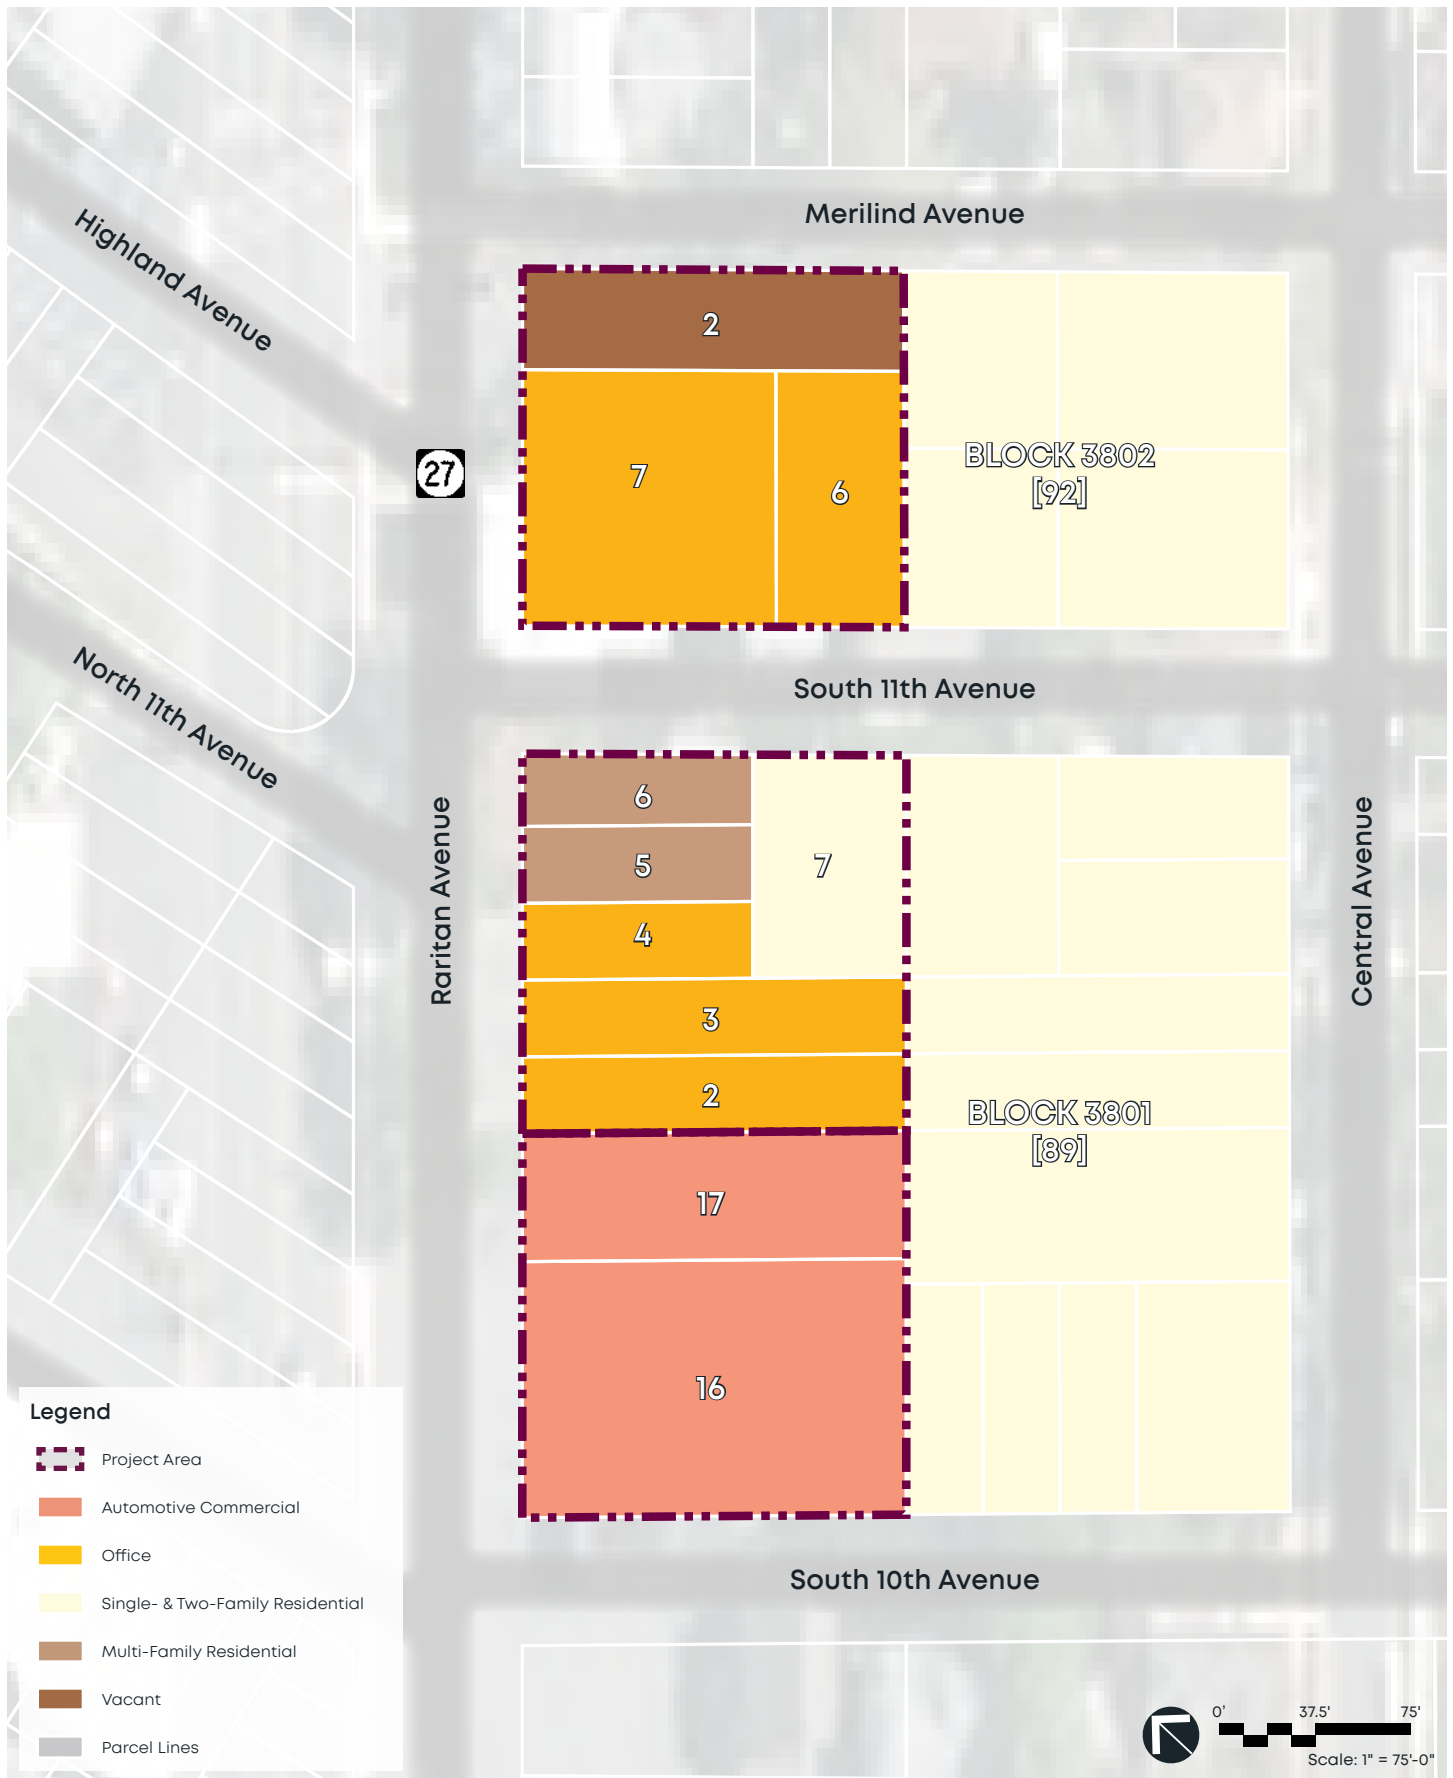 Merilind Avenue
Highland Avenue
2
27
7
6
BLOCK 3802
[92]
North 11th Avenue
South 11th Avenue
Raritan Avenue
Central Avenue
6
5
7
4
3
2
BLOCK 3801
[89]
17
16
Legend
Project Area
Automotive Commercial
Office
Single- & Two-Family Residential
Multi-Family Residential
Vacant
Parcel Lines
South 10th Avenue
0' 37.5' 75'
Scale: 1" = 75'-0"